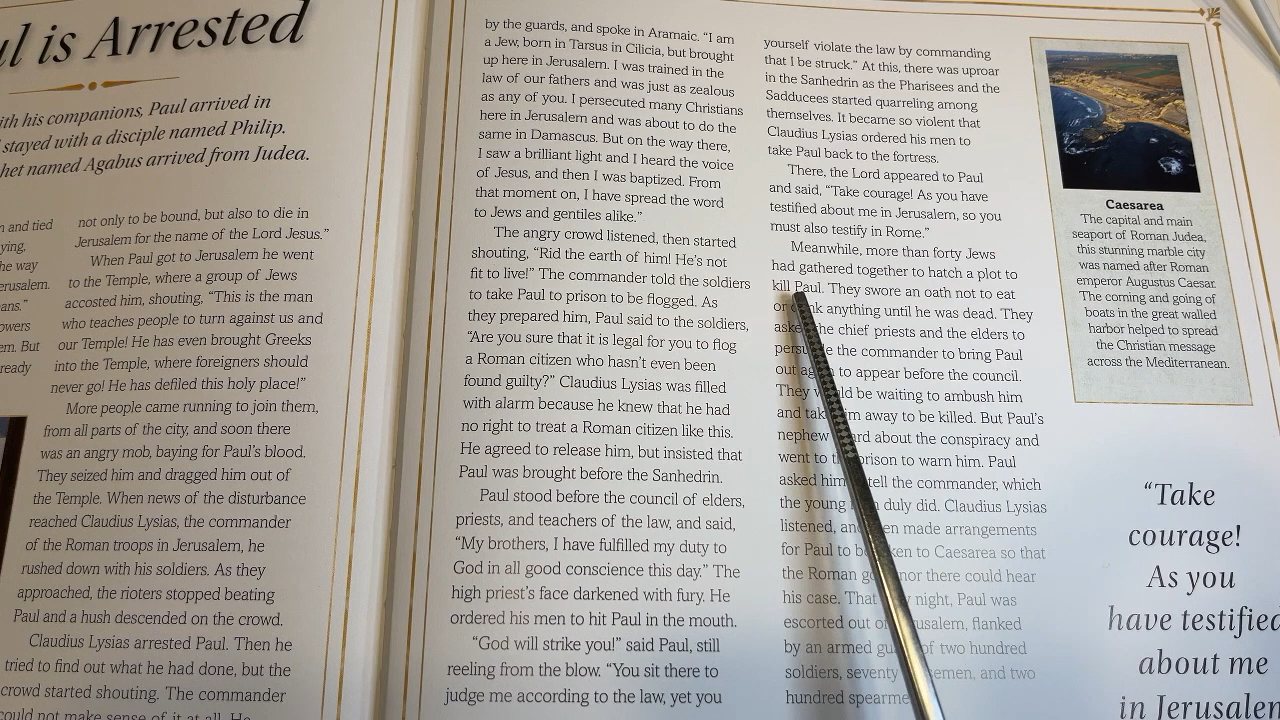 ul is Arrested
ith his companions, Paul arrived in
stayed with a disciple named Philip.
het named Agabus arrived from Judea.
n and tied
ying,
he way
erusalem.
ans."
owers
em. But
ready
not only to be bound, but also to die in
Jerusalem for the name of the Lord Jesus."
When Paul got to Jerusalem he went
to the Temple, where a group of Jews
accosted him, shouting, "This is the man
who teaches people to turn against us and
our Temple! He has even brought Greeks
into the Temple, where foreigners should
never go! He has defiled this holy place!"
More people came running to join them,
from all parts of the city, and soon there
was an angry mob, baying for Paul's blood.
They seized him and dragged him out of
the Temple. When news of the disturbance
reached Claudius Lysias, the commander
of the Roman troops in Jerusalem, he
rushed down with his soldiers. As they
approached, the rioters stopped beating
Paul and a hush descended on the crowd.
Claudius Lysias arrested Paul. Then he
tried to find out what he had done, but the
crowd started shouting. The commander
could not make sense of it at all. He
by the guards, and spoke in Aramaic. "I am
a Jew, born in Tarsus in Cilicia, but brought
up here in Jerusalem. I was trained in the
law of our fathers and was just as zealous
as any of you. I persecuted many Christians
here in Jerusalem and was about to do the
same in Damascus. But on the way there,
I saw a brilliant light and I heard the voice
of Jesus, and then I was baptized. From
that moment on, I have spread the word
to Jews and gentiles alike."
The angry crowd listened, then started
shouting, "Rid the earth of him! He's not
fit to live!" The commander told the soldiers
to take Paul to prison to be flogged. As
they prepared him, Paul said to the soldiers,
"Are you sure that it is legal for you to flog
a Roman citizen who hasn't even been
found guilty?" Claudius Lysias was filled
with alarm because he knew that he had
no right to treat a Roman citizen like this.
He agreed to release him, but insisted that
Paul was brought before the Sanhedrin.
Paul stood before the council of elders,
priests, and teachers of the law, and said,
"My brothers, I have fulfilled my duty to
God in all good conscience this day." The
high priest's face darkened with fury. He
ordered his men to hit Paul in the mouth.
"God will strike you!" said Paul, still
reeling from the blow. "You sit there to
judge me according to the law, yet you
yourself violate the law by commanding
that I be struck." At this, there was uproar
in the Sanhedrin as the Pharisees and the
Sadducees started quarreling among
themselves. It became so violent that
Claudius Lysias ordered his men to
take Paul back to the fortress.
There, the Lord appeared to Paul
and said, "Take courage! As you have
testified about me in Jerusalem, so you
must also testify in Rome."
Meanwhile, more than forty Jews
had gathered together to hatch a plot to
kill Paul. They swore an oath not to eat
or nk anything until he was dead. They
aske the chief priests and the elders to
persu e the commander to bring Paul
out ag n to appear before the council.
They w ld be waiting to ambush him
and tak im away to be killed. But Paul's
nephew ard about the conspiracy and
went to t prison to warn him. Paul
asked him tell the commander, which
the young n duly did. Claudius Lysias
listened, and en made arrangements
for Paul to b ken to Caesarea so that
the Roman go nor there could hear
his case. That y night, Paul was
escorted out of usalem, flanked
by an armed gu of two hundred
soldiers, seventy emen, and two
hundred spearme
Caesarea
The capital and main
seaport of Roman Judea,
this stunning marble city
was named after Roman
emperor Augustus Caesar.
The coming and going of
boats in the great walled
harbor helped to spread
the Christian message
across the Mediterranean.
"Take
courage!
As you
have testified
about me
in Jerusalem